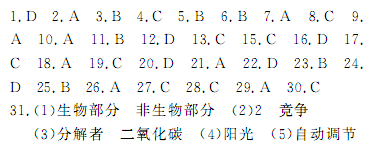 1. D 2. A 3. B 4. C 5. B 6. B 7. A 8. C 9.
A 10. A 11. B 12. D 13. C 15. C 16. D 17.
C 18. A 19. C 20. D 21. A 22. D 23. B 24.
D 25. B 26. A 27. C 28. C 29. A 30. C
31. (1)生物部分 非生物部分 (2)2 竞争
(3)分解者 二氧化碳 (4)阳光 (5)自动调节